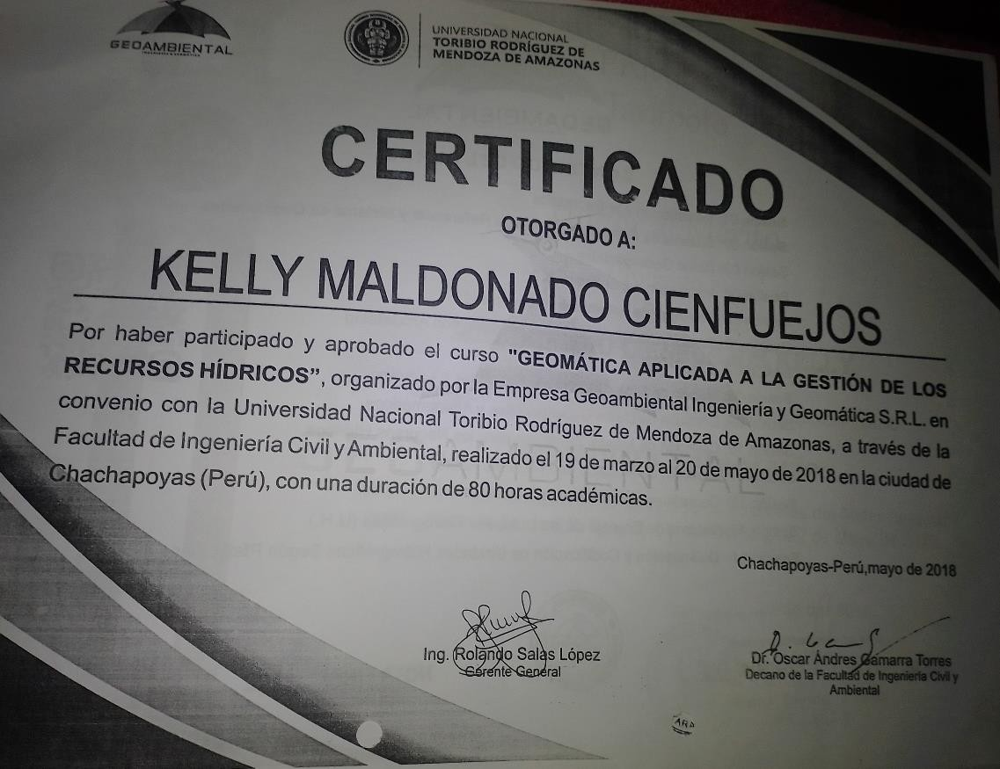 GEOAMBIENTAL
UNIVERSIDAD NACIONAL
TORIBIO RODRÍGUEZ DE
MENDOZA DE AMAZONAS
CERTIFICADO
OTORGADO A:
KELLY MALDONADO CIENFUEJOS
Por haber participado y aprobado el curso "GEOMÁTICA APLICADA A LA GESTIÓN DE LOS
RECURSOS HÍDRICOS”, organizado por la Empresa Geoambiental Ingeniería y Geomática S.R.L. en
convenio con la Universidad Nacional Toribio Rodríguez de Mendoza de Amazonas, a través de la
Facultad de Ingeniería Civil y Ambiental, realizado el 19 de marzo al 20 de mayo de 2018 en la ciudad de
Chachapoyas (Perú), con una duración de 80 horas académicas.
Chachapoyas-Perú,mayo de 2018
Ing. Rolando Salas López
Gerente General
Dr. Oscar Ándres Gamarra Torres
Decano de la Facultad de Ingeniería Civil y
Ambiental